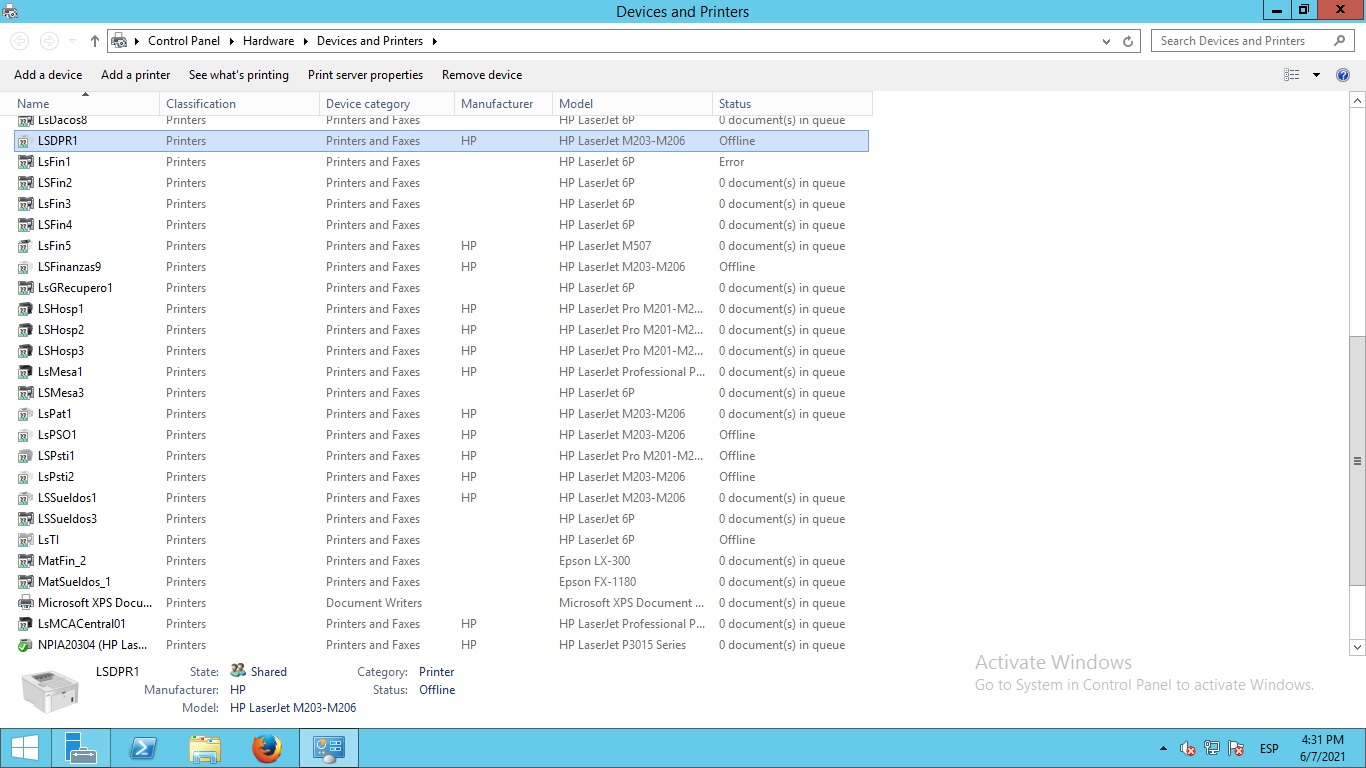 Devices and Printers
Control Panel Hardware Devices and Printers Search Devices and Printers
Add a device Add a printer See what's printing Print server properties Remove device
Name Classification Device category Manufacturer Model Status
LsDacos8 Printers Printers and Faxes HP LaserJet 6P 0 document(s) in queue
LSDPR1 Printers Printers and Faxes HP HP LaserJet M203-M206 Offline
LsFin1 Printers Printers and Faxes HP LaserJet 6P Error
LSFin2 Printers Printers and Faxes HP LaserJet 6P 0 document(s) in queue
LsFin3 Printers Printers and Faxes HP LaserJet 6P 0 document(s) in queue
LSFin4 Printers Printers and Faxes HP LaserJet 6P 0 document(s) in queue
LsFin5 Printers Printers and Faxes HP HP LaserJet M507 0 document(s) in queue
LSFinanzas9 Printers Printers and Faxes HP HP LaserJet M203-M206 Offline
LsGRecupero1 Printers Printers and Faxes HP LaserJet 6P 0 document(s) in queue
LSHosp1 Printers Printers and Faxes HP HP LaserJet Pro M201-M2... 0 document(s) in queue
LSHosp2 Printers Printers and Faxes HP HP LaserJet Pro M201-M2... 0 document(s) in queue
LSHosp3 Printers Printers and Faxes HP HP LaserJet Pro M201-M2... 0 document(s) in queue
LsMesa1 Printers Printers and Faxes HP HP LaserJet Professional P... 0 document(s) in queue
LSMesa3 Printers Printers and Faxes HP LaserJet 6P 0 document(s) in queue
LsPat1 Printers Printers and Faxes HP HP LaserJet M203-M206 0 document(s) in queue
LsPSO1 Printers Printers and Faxes HP HP LaserJet M203-M206 Offline
LSPsti1 Printers Printers and Faxes HP HP LaserJet Pro M201-M2... Offline
LsPsti2 Printers Printers and Faxes HP HP LaserJet M203-M206 Offline
LSSueldos1 Printers Printers and Faxes HP HP LaserJet M203-M206 0 document(s) in queue
LSSueldos3 Printers Printers and Faxes HP LaserJet 6P 0 document(s) in queue
LsTI Printers Printers and Faxes HP LaserJet 6P Offline
MatFin_2 Printers Printers and Faxes Epson LX-300 0 document(s) in queue
MatSueldos_1 Printers Printers and Faxes Epson FX-1180 0 document(s) in queue
Microsoft XPS Docu... Printers Document Writers Microsoft XPS Document ... 0 document(s) in queue
LsMCACentral01 Printers Printers and Faxes HP HP LaserJet Professional P... 0 document(s) in queue
NPIA20304 (HP Las... Printers Printers and Faxes HP HP LaserJet P3015 Series 0 document(s) in queue
LSDPR1 State: Shared Category: Printer
Manufacturer: HP Status: Offline
Model: HP LaserJet M203-M206
Activate Windows
Go to System in Control Panel to activate Windows.
ESP
4:31 PM
6/7/2021